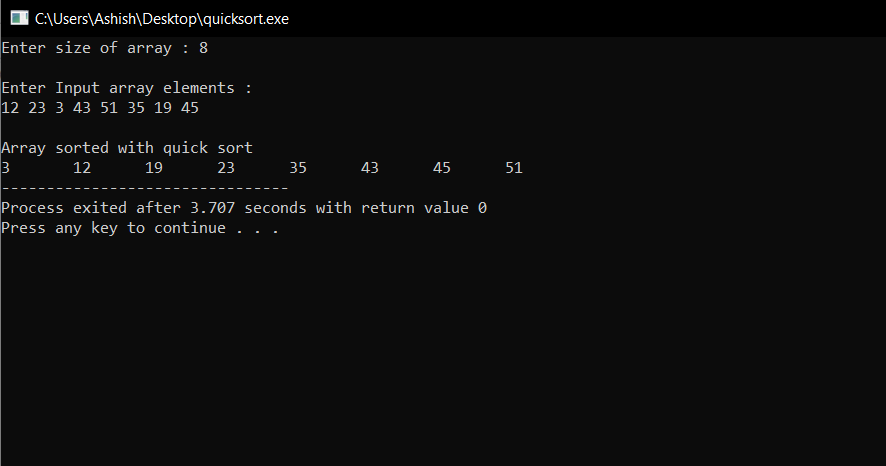 C:\Users\Ashish\Desktop\quicksort.exe
Enter size of array : 8
Enter Input array elements :
12 23 3 43 51 35 19 45
Array sorted with quick sort
3 12 19 23 35 43 45 51
--------------------------------
Process exited after 3.707 seconds with return value 0
Press any key to continue . . .